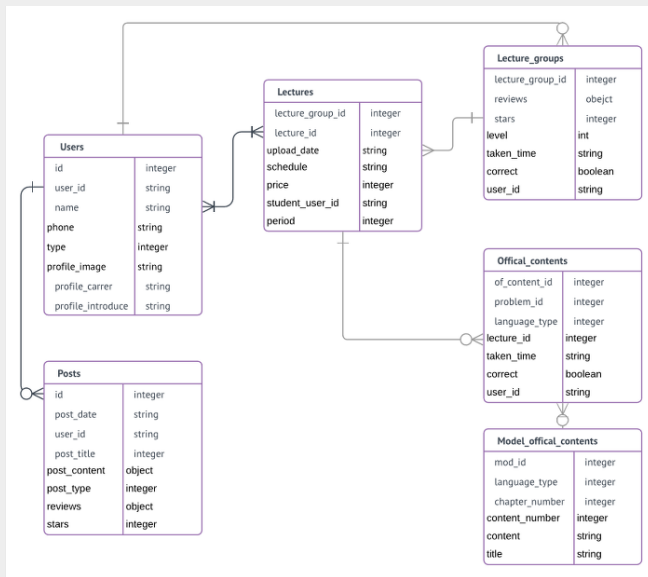 Users
id integer
user_id string
name string
phone string
type integer
profile_image string
profile_carrer string
profile_introduce string
Posts
id integer
post_date string
user_id string
post_title integer
post_content object
post_type integer
reviews object
stars integer
Lectures
lecture_group_id integer
lecture_id integer
upload_date string
schedule string
price integer
student_user_id string
period integer
Lecture_groups
lecture_group_id integer
reviews obejct
stars integer
level int
taken_time string
correct boolean
user_id string
Offical_contents
of_content_id integer
problem_id integer
language_type integer
lecture_id integer
taken_time string
correct boolean
user_id string
Model_offical_contents
mod_id integer
language_type integer
chapter_number integer
content_number integer
content string
title string